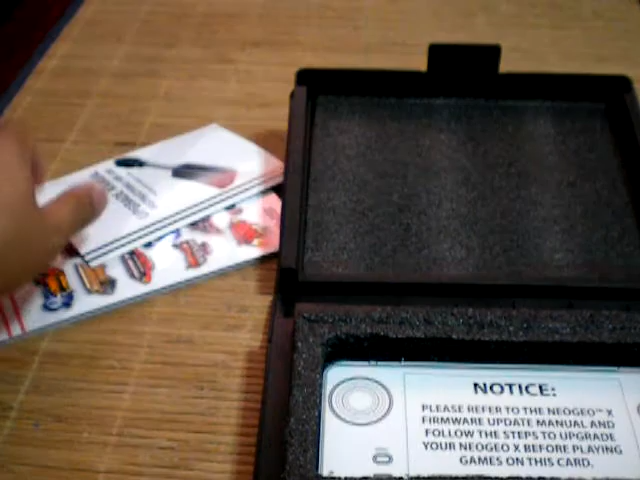 NOTICE:
PLEASE REFER TO THE NEOGEO™ X
FIRMWARE UPDATE MANUAL AND
FOLLOW THE STEPS TO UPGRADE
YOUR NEOGEO X BEFORE PLAYING
GAMES ON THIS CARD.